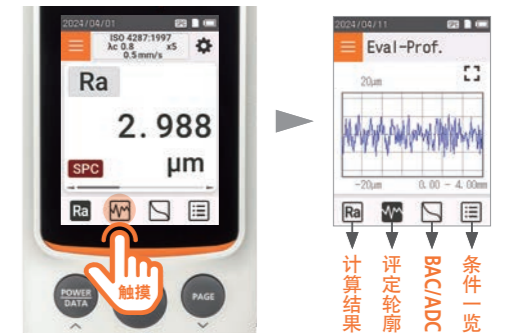 2024/04/01
ISO 4287:1997
λc 0.8 x5
0.5mm/s
Ra
2.988
μm
SPC
Ra
触摸
POWER/
DATA
PAGE
2024/04/11
Eval-Prof.
20μm
-20μm 0.00 - 4.00mm
Ra
计算结果
评定轮廓
BAC/ADC
条件一览